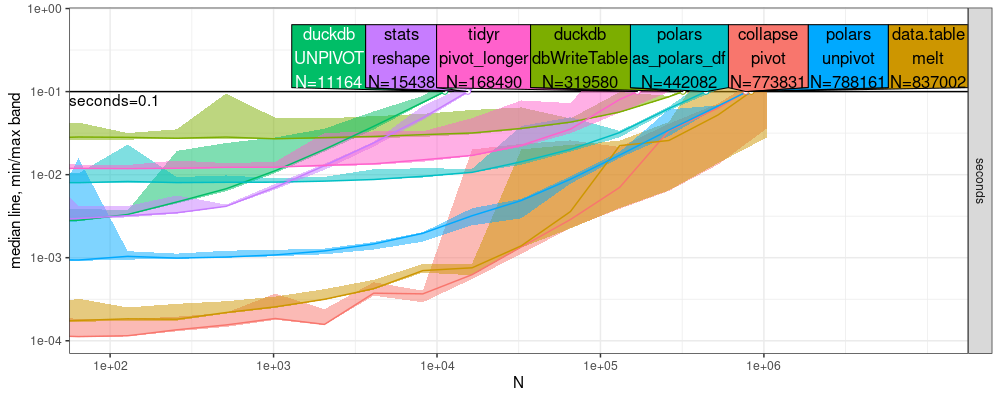 1e+00
duckdb stats tidyr duckdb polars collapse polars data.table
UNPIVOT reshape pivot_longer dbWriteTable as_polars_df pivot unpivot melt
N=11164 N=15438 N=168490 N=319580 N=442082 N=773831 N=788161 N=837002
1e-01
seconds=0.1
1e-02
1e-03
1e-04
median line, min/max band
seconds
1e+02 1e+03 1e+04 1e+05 1e+06
N